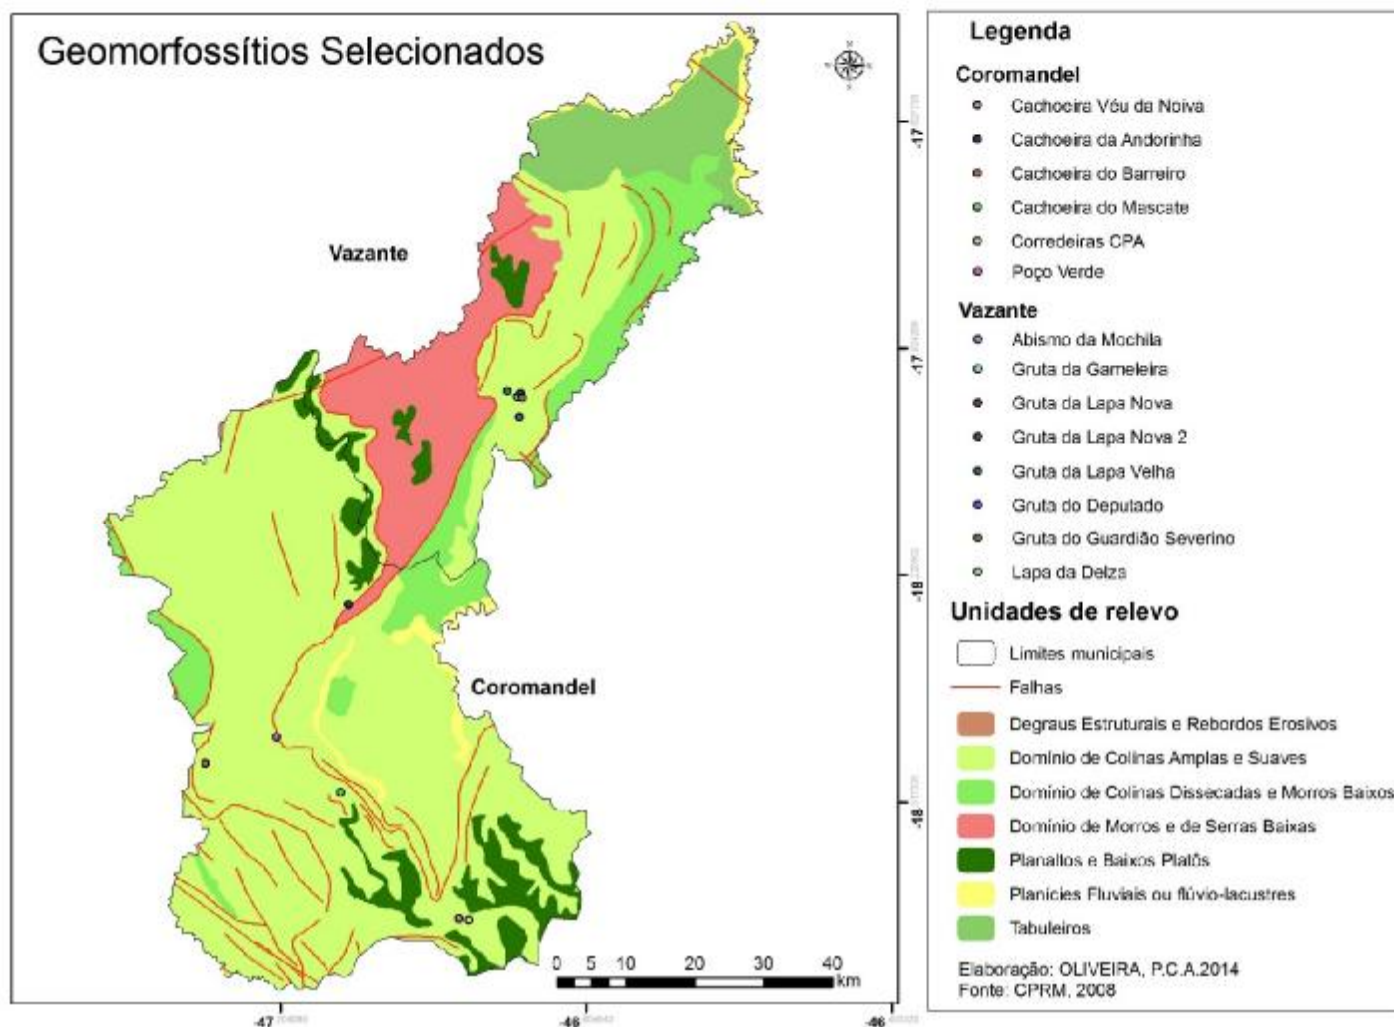 Geomorfossítios Selecionados
Vazante
Coromandel
0 5 10 20 30 40
km
-17
-17
-18
-18
-47
-46
-46
Legenda
Coromandel
Cachoeira Véu da Noiva
Cachoeira da Andorinha
Cachoeira do Barreiro
Cachoeira do Mascate
Corredeiras CPA
Poço Verde
Vazante
Abismo da Mochila
Gruta da Gameleira
Gruta da Lapa Nova
Gruta da Lapa Nova 2
Gruta da Lapa Velha
Gruta do Deputado
Gruta do Guardião Severino
Lapa da Delza
Unidades de relevo
Limites municipais
Falhas
Degraus Estruturais e Rebordos Erosivos
Domínio de Colinas Amplas e Suaves
Domínio de Colinas Dissecadas e Morros Baixos
Domínio de Morros e de Serras Baixas
Planaltos e Baixos Platôs
Planícies Fluviais ou flúvio-lacustres
Tabuleiros
Elaboração: OLIVEIRA, P.C.A.2014
Fonte: CPRM, 2008